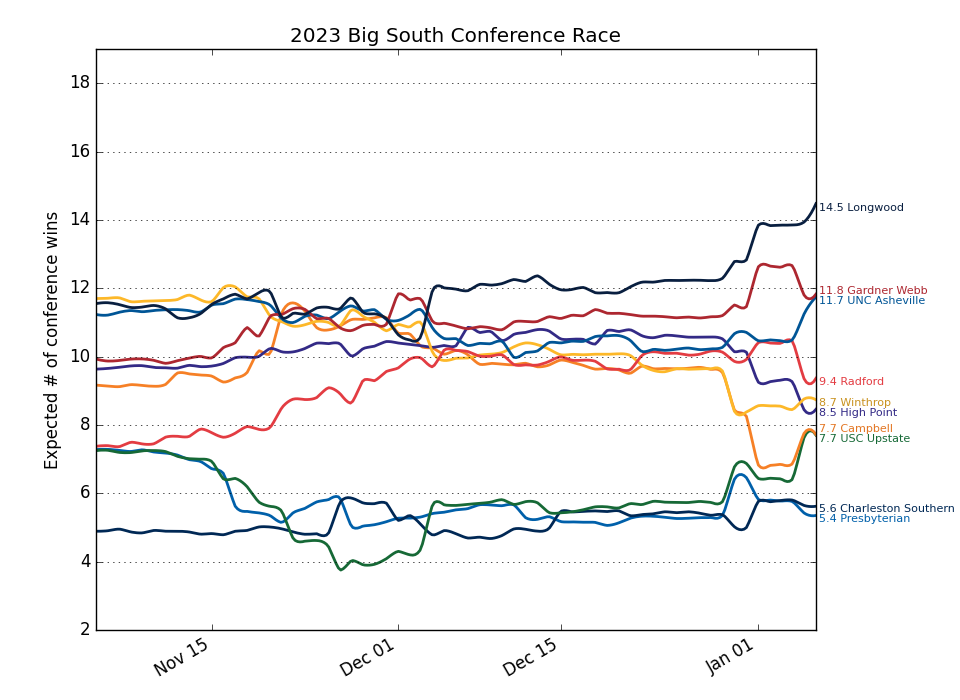 2023 Big South Conference Race
Expected # of conference wins
18
16
14
12
10
8
6
4
2
Nov 15
Dec 01
Dec 15
Jan 01
14.5 Longwood
11.8 Gardner Webb
11.7 UNC Asheville
9.4 Radford
8.7 Winthrop
8.5 High Point
7.7 Campbell
7.7 USC Upstate
5.6 Charleston Southern
5.4 Presbyterian